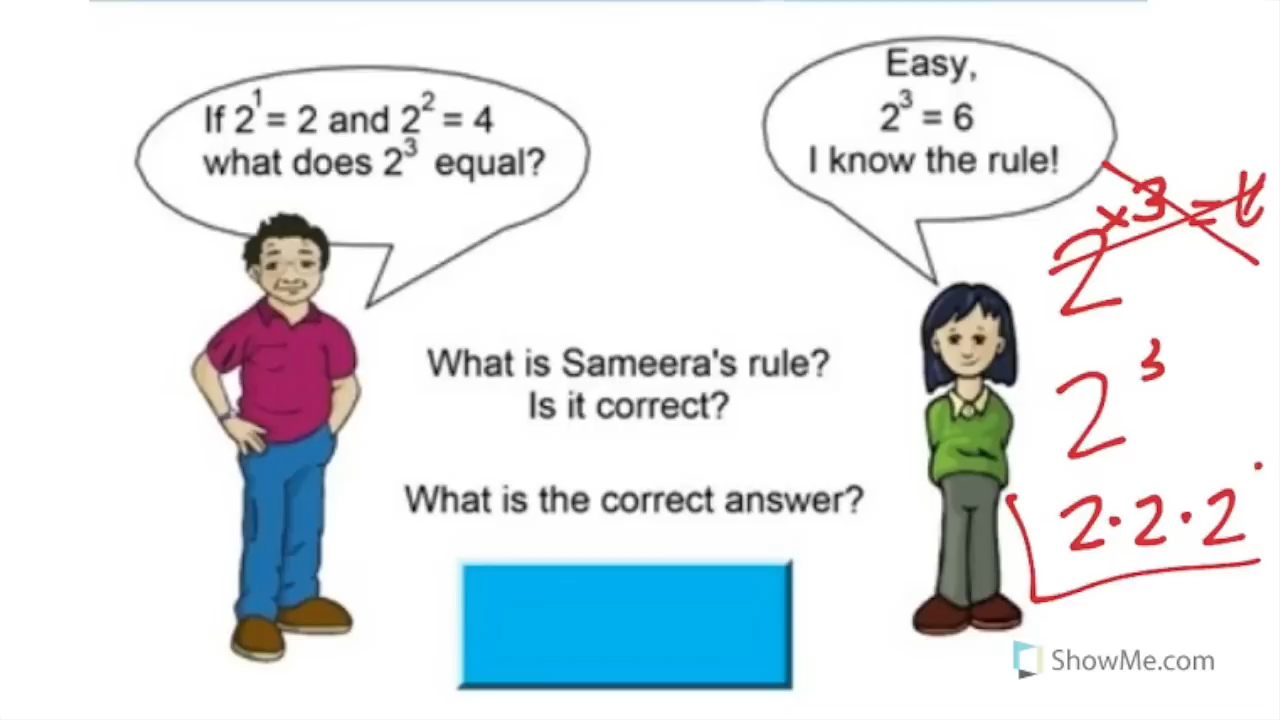 If 2¹ = 2 and 2² = 4
what does 2³ equal?
Easy,
2³ = 6
I know the rule!
What is Sameera's rule?
Is it correct?
What is the correct answer?
2 × 3 =
2³
2·2·2
ShowMe.com